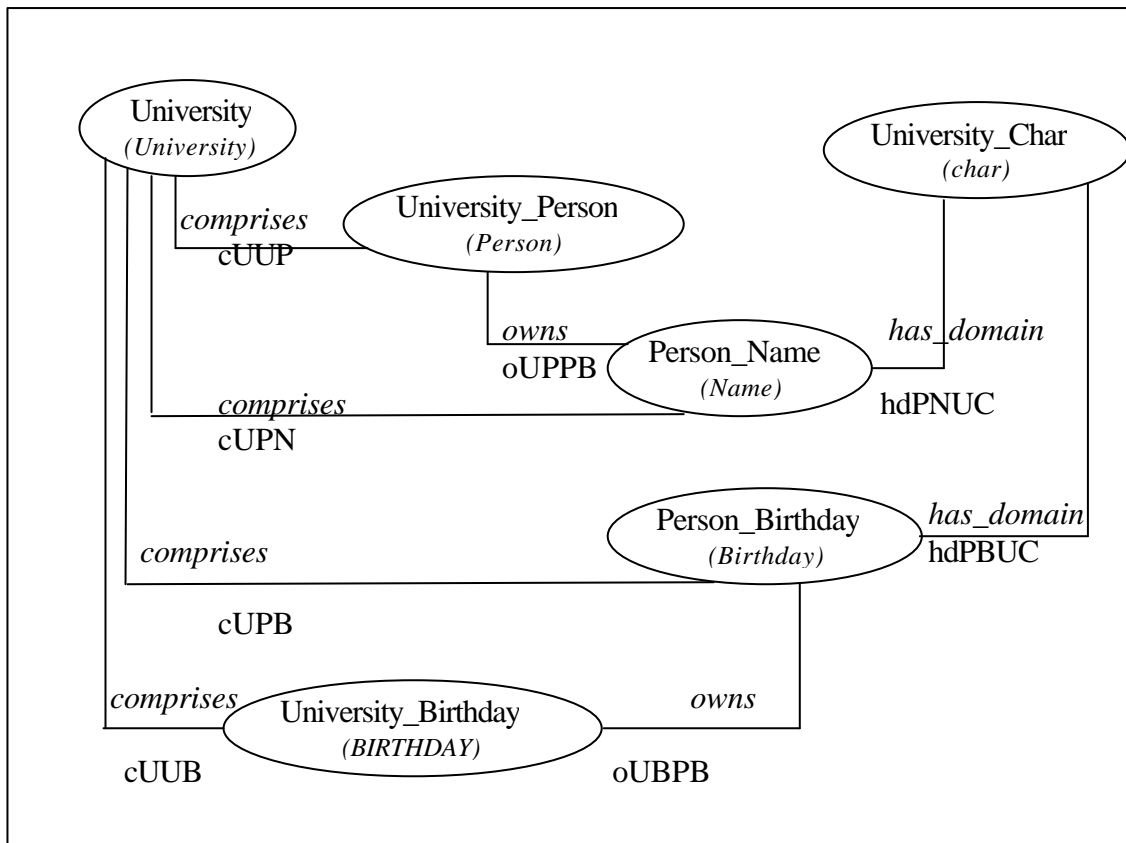 University
(University)
University_Char
(char)
comprises
cUUP
University_Person
(Person)
owns
oUPPB
Person_Name
(Name)
has_domain
hdPNUC
comprises
cUPN
Person_Birthday
(Birthday)
has_domain
hdPBUC
comprises
cUPB
comprises
cUUB
University_Birthday
(BIRTHDAY)
owns
oUBPB